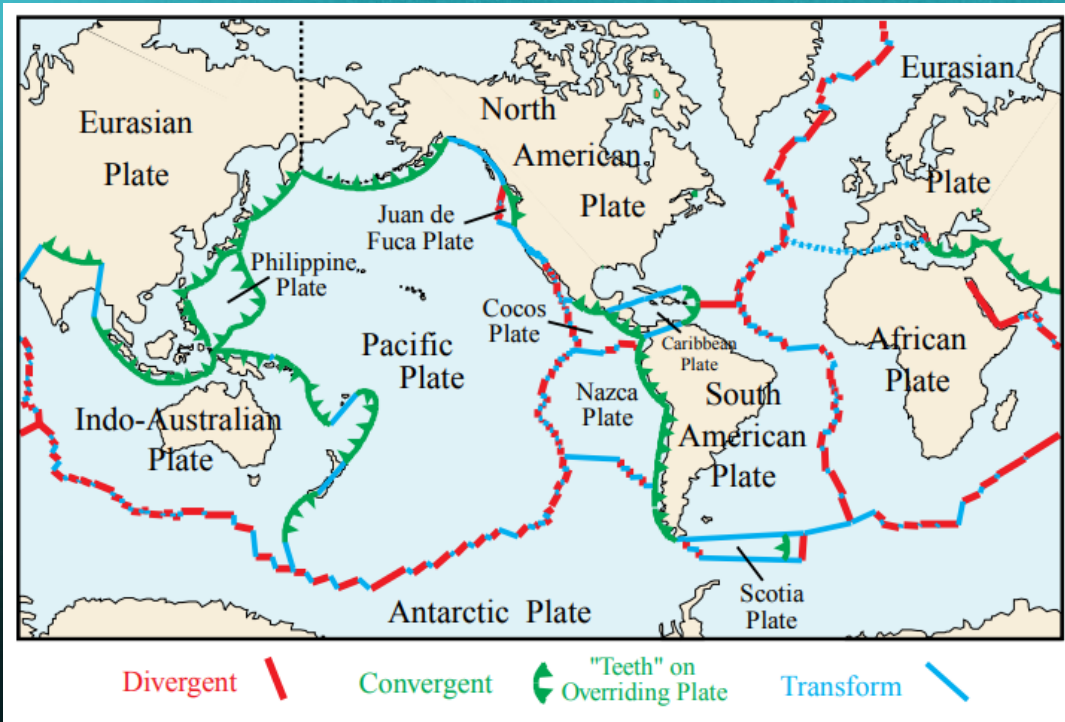 Eurasian
Plate
North
American
Plate
Eurasian
Plate
Juan de
Fuca Plate
Philippine
Plate
Cocos
Plate
Caribbean
Plate
Pacific
Plate
African
Plate
Nazca
Plate
South
American
Plate
Indo-Australian
Plate
Scotia
Plate
Antarctic Plate
Divergent
Convergent
"Teeth" on
Overriding Plate
Transform